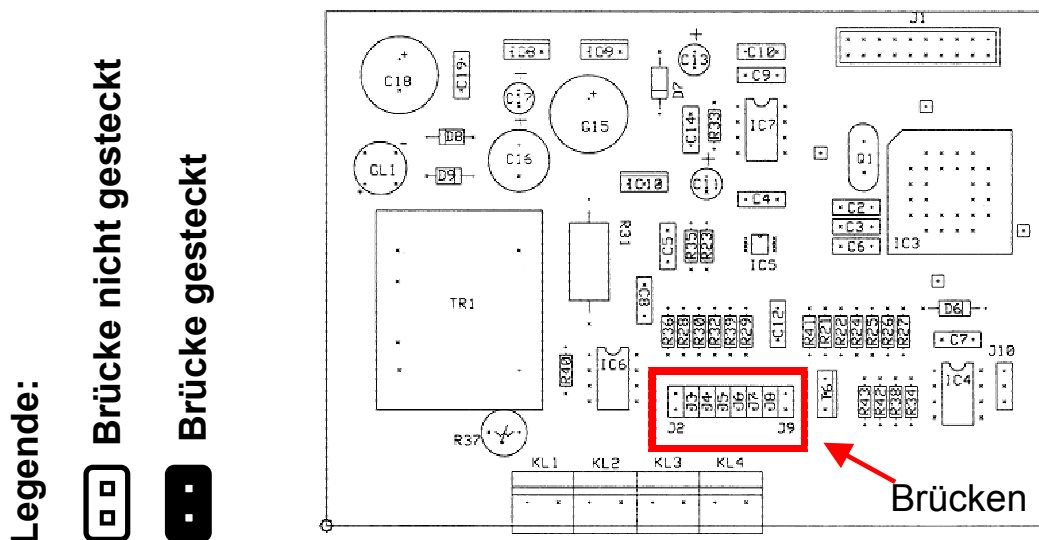 Legende:
Brücke nicht gesteckt
Brücke gesteckt
J1
C18
C19
IC8
IC9
C13
C10
C9
D7
C17
C15
C14
R33
IC7
D8
C16
GL1
D9
IC10
C11
C4
Q1
C2
C3
C6
IC3
R31
C5
R35
R23
IC5
TR1
C8
R36
R28
R30
R32
R39
R29
C12
R41
R21
R22
R24
R25
R26
R27
D6
C7
J10
R40
IC6
J3
J4
J5
J6
J7
J8
J2
J9
R43
R42
R38
R34
IC4
R37
KL1
KL2
KL3
KL4
Brücken